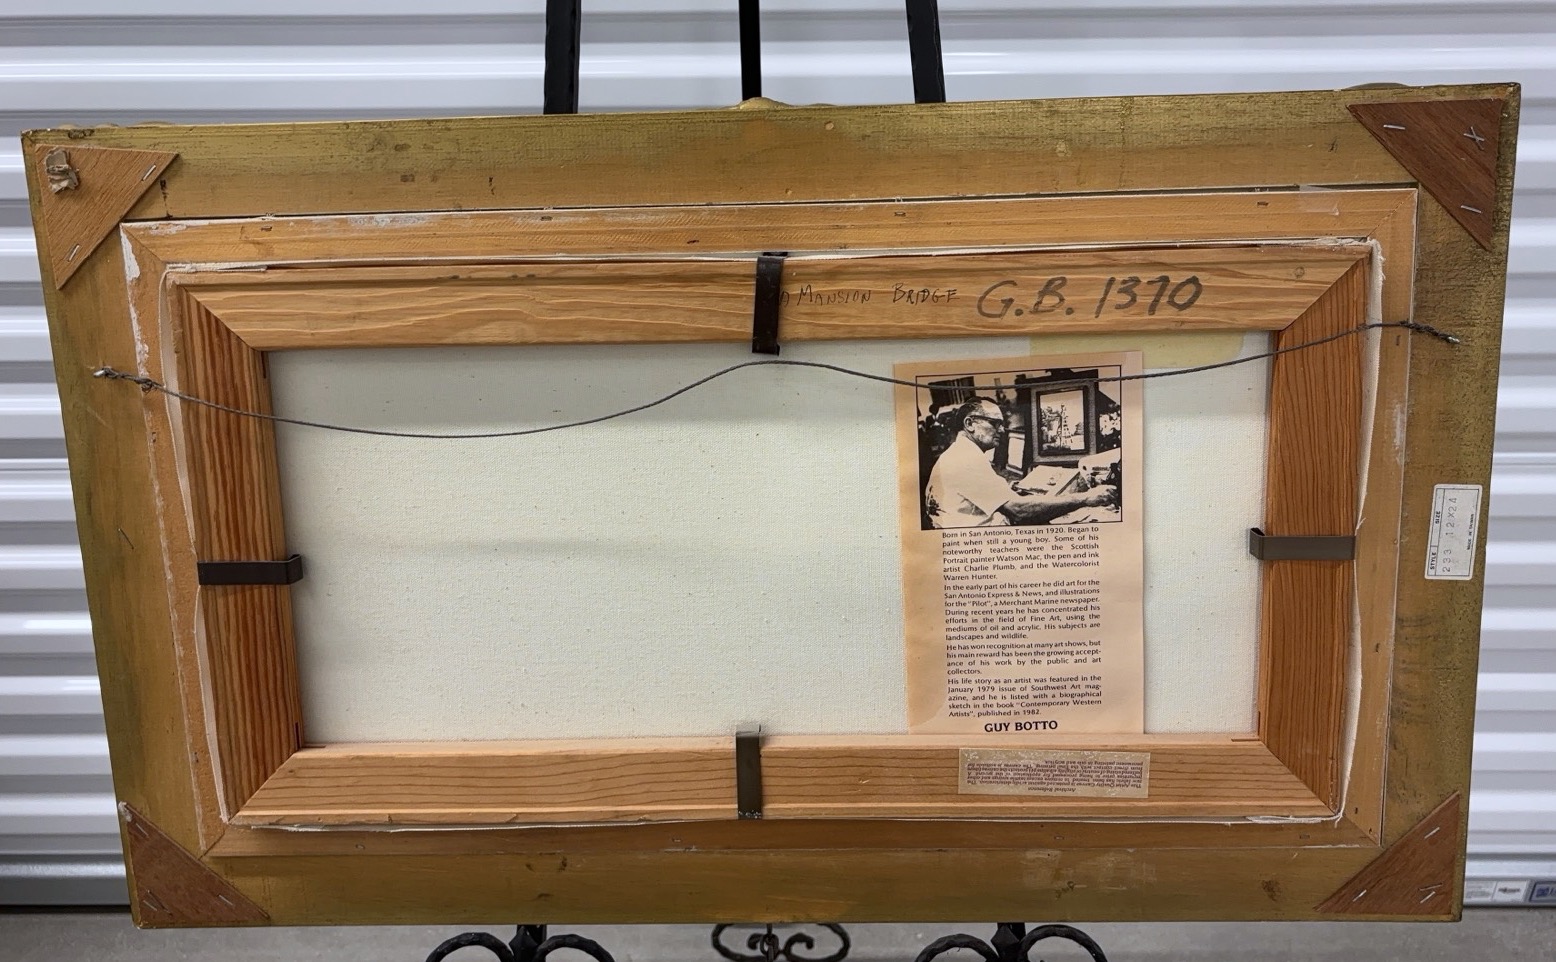 MANSION BRIDGE G.B. 1370
Born in San Antonio, Texas in 1920. Began to
paint when still a young boy. Some of his
noteworthy teachers were the Scottish
Portrait painter Watson Mac, the pen and ink
artist Charlie Plumb, and the Watercolorist
Warren Hunter.
In the early part of his career he did art for the
San Antonio Express & News, and illustrations
for the "Pilot", a Merchant Marine newspaper.
During recent years he has concentrated his
efforts in the field of Fine Art, using the
mediums of oil and acrylic. His subjects are
landscapes and wildlife.
He has won recognition at many art shows, but
his main reward has been the growing accept-
ance of his work by the public and art
collectors.
His life story as an artist was featured in the
January 1979 issue of Southwest Art mag-
azine, and he is listed with a biographical
sketch in the book "Contemporary Western
Artists", published in 1982.
GUY BOTTO
STYLE SIZE
233 12X24
Archival Reference